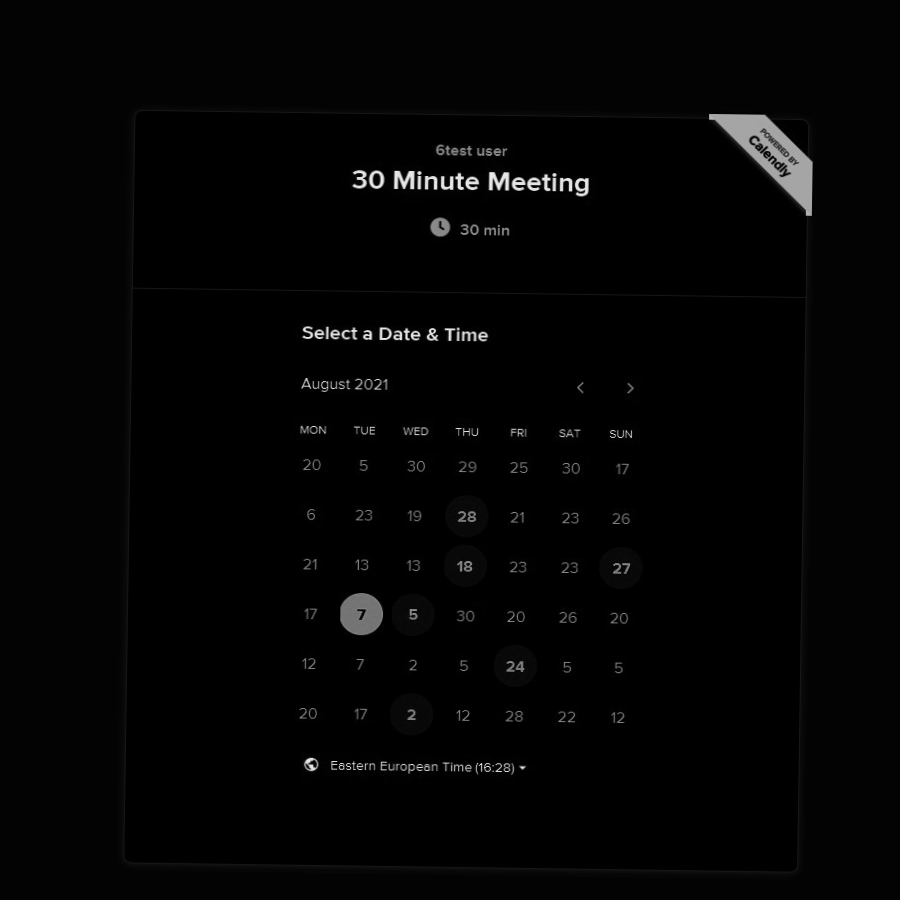 POWERED BY
Calendly
6test user
30 Minute Meeting
30 min
Select a Date & Time
August 2021
MON TUE WED THU FRI SAT SUN
20 5 30 29 25 30 17
6 23 19 28 21 23 26
21 13 13 18 23 23 27
17 7 5 30 20 26 20
12 7 2 5 24 5 5
20 17 2 12 28 22 12
Eastern European Time (16:28)